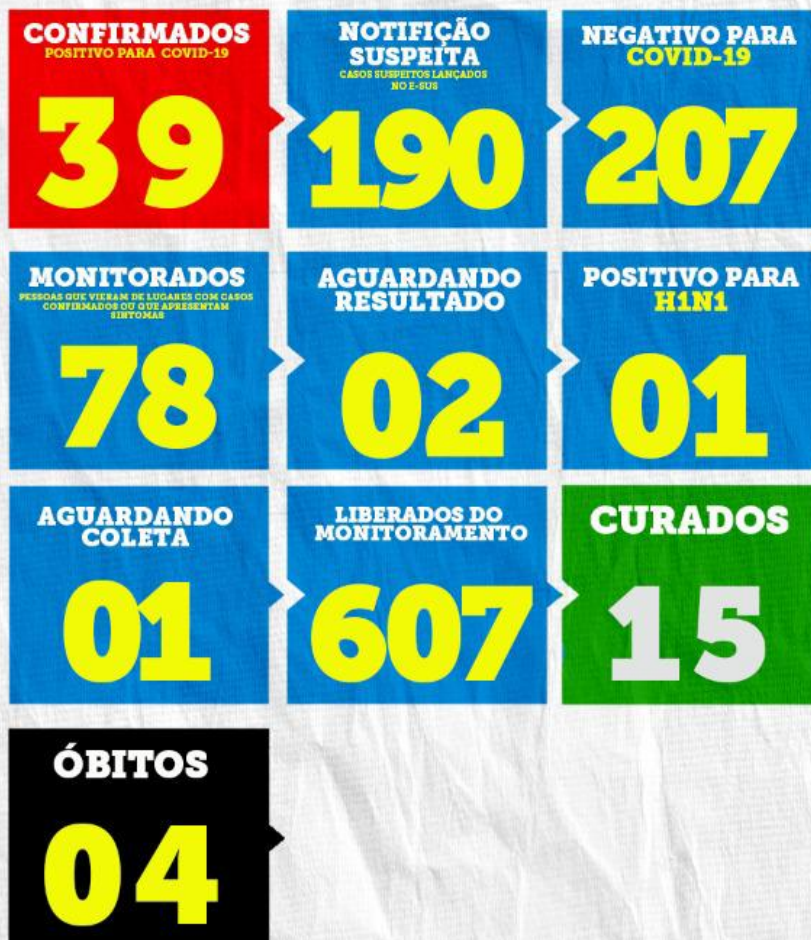 CONFIRMADOS
POSITIVO PARA COVID-19
39
NOTIFIÇÃO
SUSPEITA
CASOS SUSPEITOS LANÇADOS
NO E-SUS
190
NEGATIVO PARA
COVID-19
207
MONITORADOS
PESSOAS QUE VIERAM DE LUGARES COM CASOS
CONFIRMADOS OU QUE APRESENTAM
SINTOMAS
78
AGUARDANDO
RESULTADO
02
POSITIVO PARA
H1N1
01
AGUARDANDO
COLETA
01
LIBERADOS DO
MONITORAMENTO
607
CURADOS
15
ÓBITOS
04